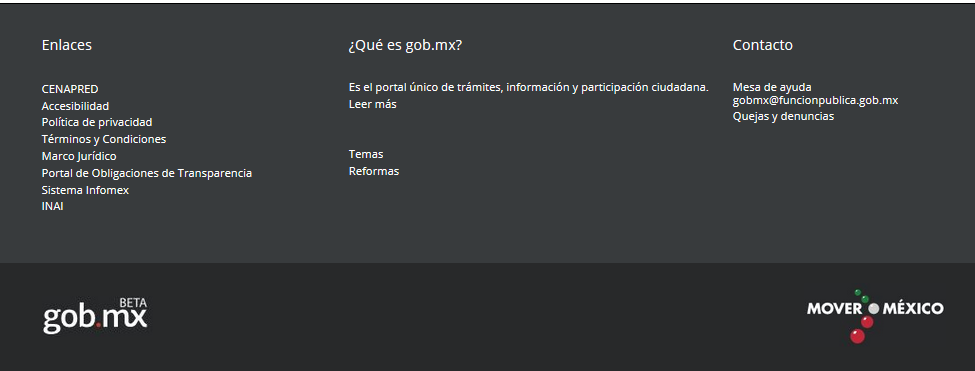 Enlaces
CENAPRED
Accesibilidad
Política de privacidad
Términos y Condiciones
Marco Jurídico
Portal de Obligaciones de Transparencia
Sistema Infomex
INAI
¿Qué es gob.mx?
Es el portal único de trámites, información y participación ciudadana.
Leer más
Temas
Reformas
Contacto
Mesa de ayuda
gobmx@funcionpublica.gob.mx
Quejas y denuncias
BETA
gob.mx
MOVER MÉXICO